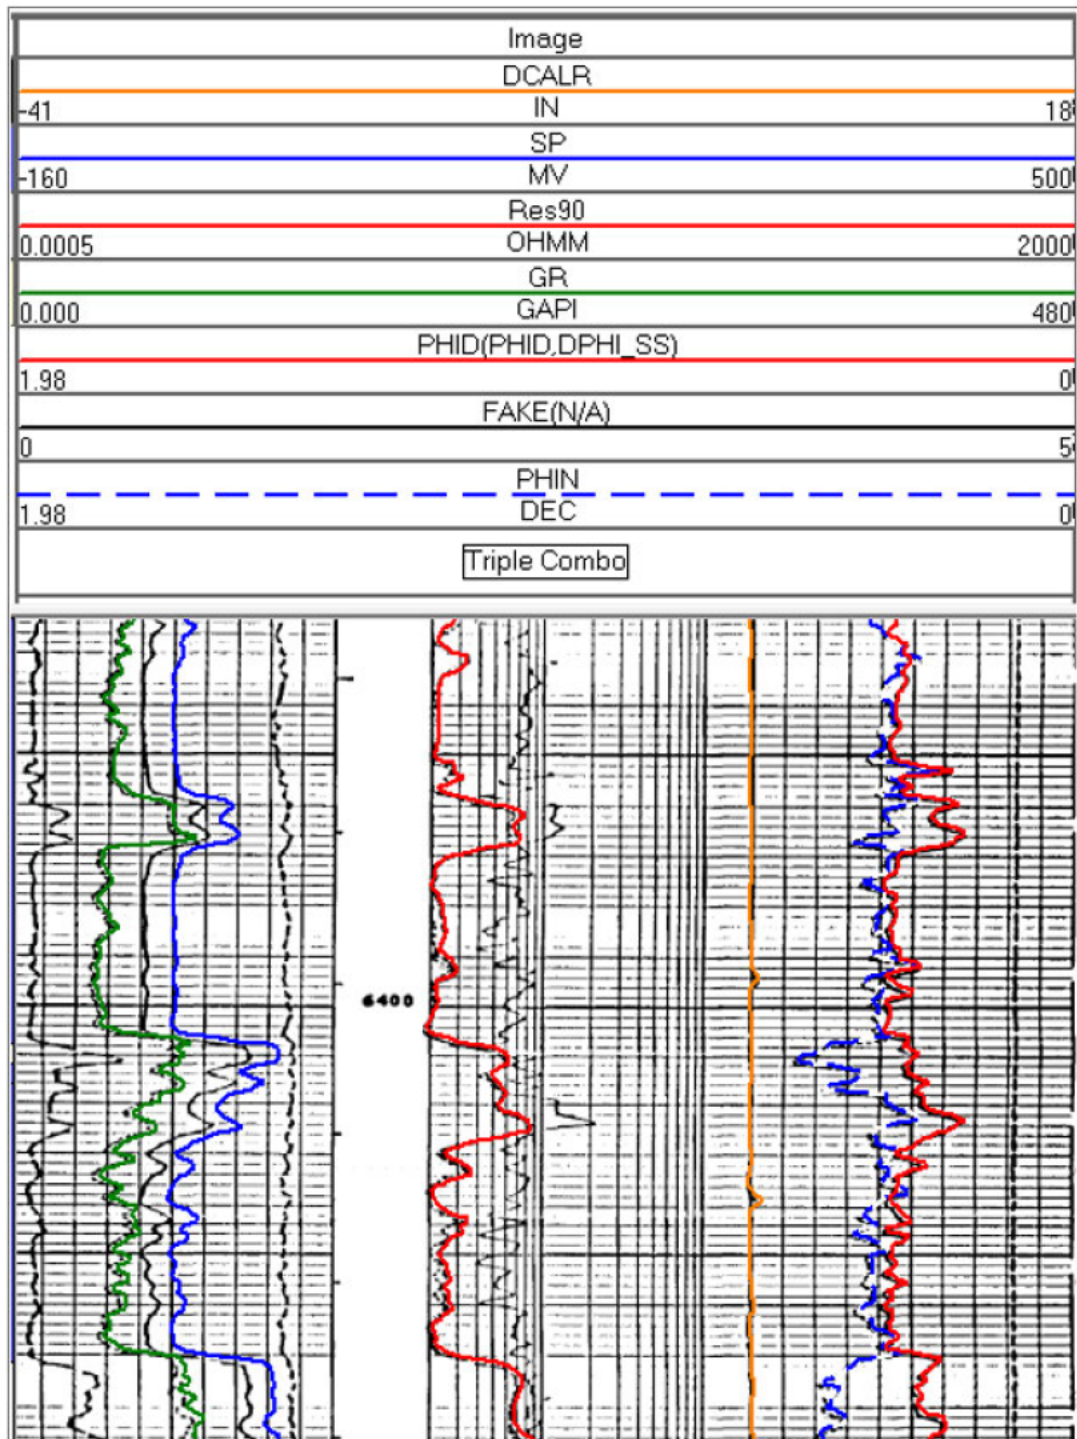 Image
DCALR
-41 IN 18
SP
-160 MV 500
Res90
0.0005 OHMM 2000
GR
0.000 GAPI 480
PHID(PHID,DPHI_SS)
1.98 0
FAKE(N/A)
0 5
PHIN
1.98 DEC 0
Triple Combo
6400